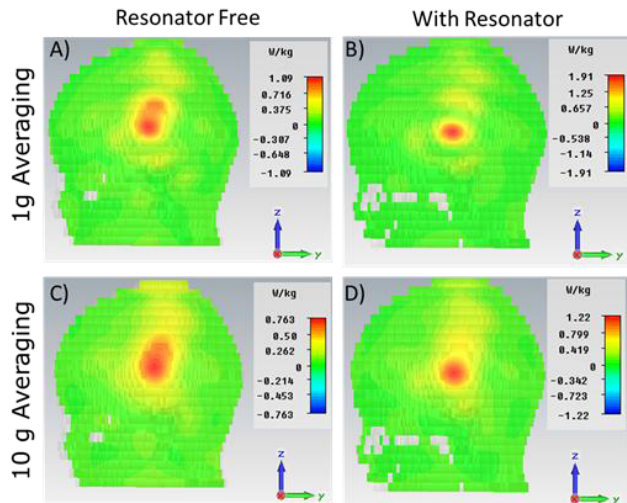 Resonator Free
With Resonator
1g Averaging
A)
W/kg
1.09
0.716
0.375
0
-0.307
-0.648
-1.09
z
y
B)
W/kg
1.91
1.25
0.657
0
-0.538
-1.14
-1.91
z
y
10 g Averaging
C)
W/kg
0.763
0.50
0.262
0
-0.214
-0.453
-0.763
z
y
D)
W/kg
1.22
0.799
0.419
0
-0.342
-0.723
-1.22
z
y